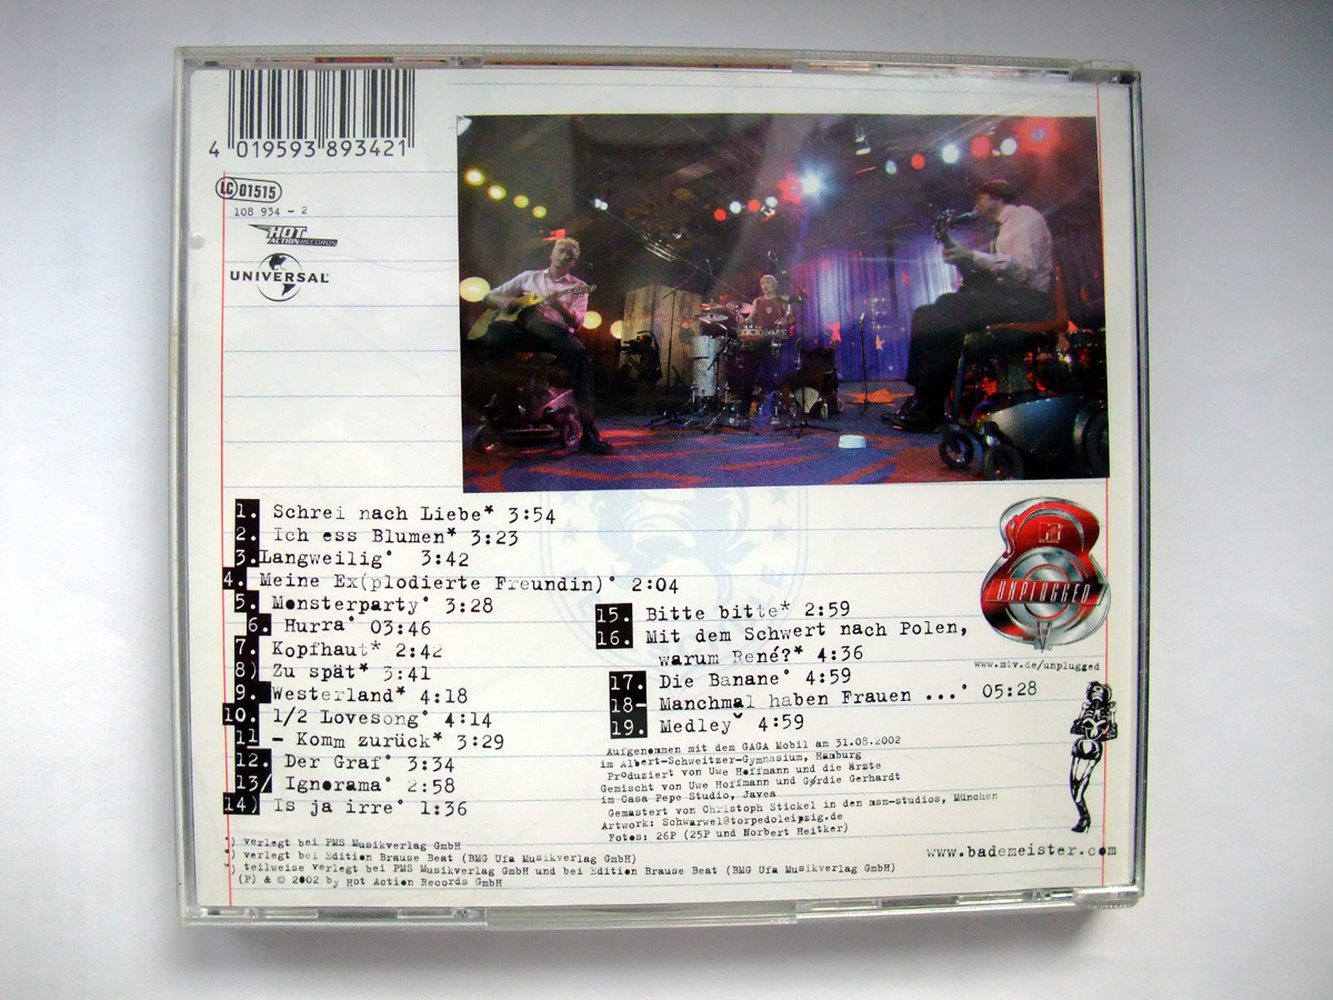 4 019593 893421
LC 01515
108 934 - 2
HOT
ACTION RECORDS
UNIVERSAL
1. Schrei nach Liebe* 3:54
2. Ich ess Blumen* 3:23
3. Langweilig° 3:42
4. Meine Ex(plodierte Freundin)° 2:04
5. Monsterparty° 3:28
6. Hurra° 03:46
7. Kopfhaut* 2:42
8) Zu spät* 3:41
9. Westerland* 4:18
10. 1/2 Lovesong° 4:14
11 - Komm zurück* 3:29
12. Der Graf° 3:34
13/ Ignorama° 2:58
14) Is ja irre° 1:36
15. Bitte bitte* 2:59
16. Mit dem Schwert nach Polen,
warum René?* 4:36
17. Die Banane° 4:59
18- Manchmal haben Frauen ...° 05:28
19. Medley˘ 4:59
UNPLUGGED
www.mtv.de/unplugged
Aufgenommen mit dem GAGA Mobil am 31.08.2002
im Albert-Schweitzer-Gymnasium, Hamburg
Produziert von Uwe Hoffmann und die ärzte
Gemischt von Uwe Hoffmann und Gørdie Gerhardt
im Casa Pepe Studio, Javea
Gemastert von Christoph Stickel in den msm-studios, München
Artwork: Schwarwel@torpedoleipzig.de
Fotos: 26P (25P und Norbert Heitker)
*) verlegt bei PMS Musikverlag GmbH
°) verlegt bei Edition Brause Beat (BMG Ufa Musikverlag GmbH)
˘) teilweise verlegt bei PMS Musikverlag GmbH und bei Edition Brause Beat (BMG Ufa Musikverlag GmbH)
(P) & © 2002 by Hot Action Records GmbH
www.bademeister.com